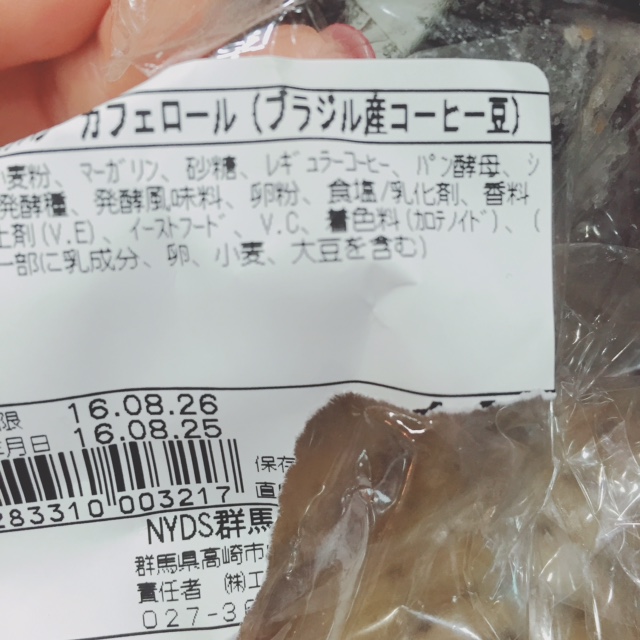 カフェロール(ブラジル産コーヒー豆)
麦粉、マーガリン、砂糖、レギュラーコーヒー、パン酵母、シ
発酵種、発酵風味料、卵粉、食塩/乳化剤、香料
剤(V.E)、イーストフード、V.C、着色料(カロテノイド)、(
一部に乳成分、卵、小麦、大豆を含む)
限 16.08.26
月日 16.08.25
283310 003217
保存
直
NYDS群馬
群馬県高崎市
責任者 ㈱エ
027-3